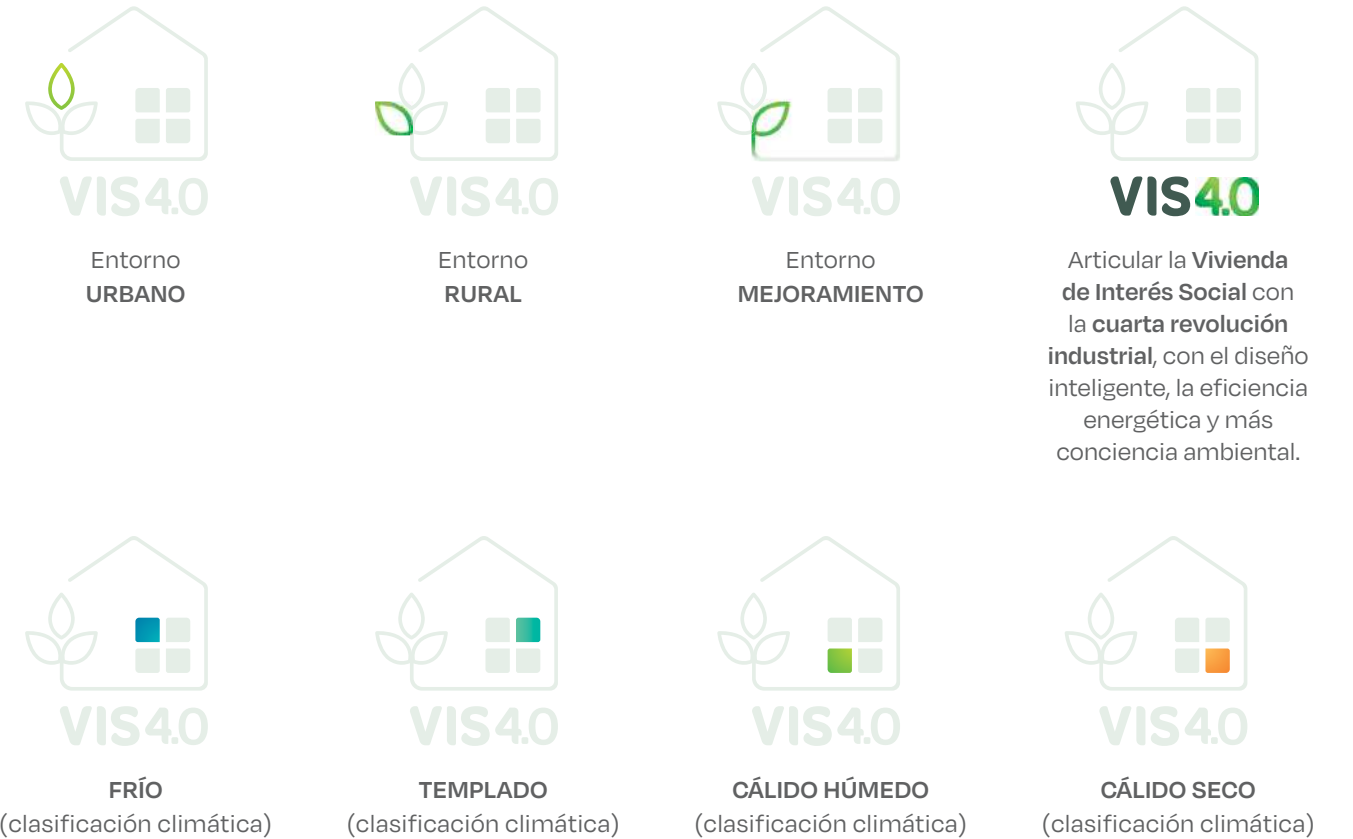 VIS4.0
Entorno
URBANO
VIS4.0
Entorno
RURAL
VIS4.0
Entorno
MEJORAMIENTO
VIS4.0
Articular la Vivienda
de Interés Social con
la cuarta revolución
industrial, con el diseño
inteligente, la eficiencia
energética y más
conciencia ambiental.
VIS4.0
FRÍO
(clasificación climática)
VIS4.0
TEMPLADO
(clasificación climática)
VIS4.0
CÁLIDO HÚMEDO
(clasificación climática)
VIS4.0
CÁLIDO SECO
(clasificación climática)